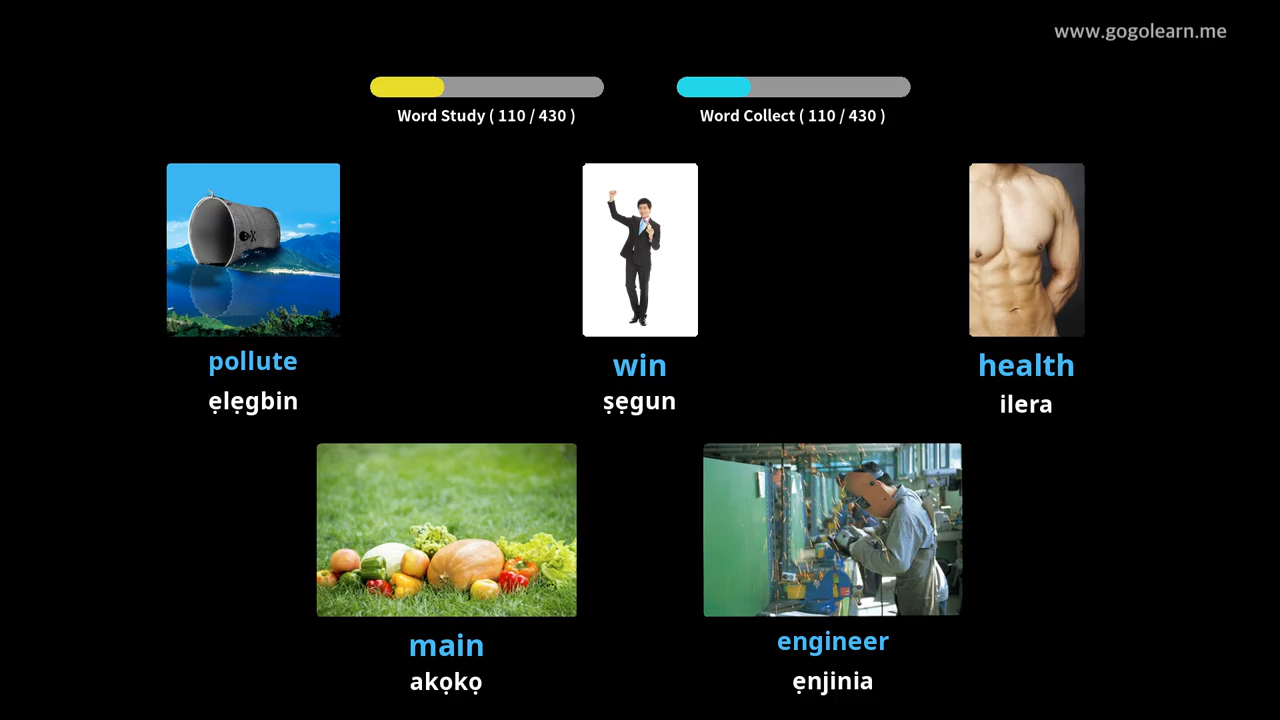 www.gogolearn.me
Word Study ( 110 / 430 )
Word Collect ( 110 / 430 )
pollute
ẹlẹgbin
win
ṣẹgun
health
ilera
main
akọkọ
engineer
ẹnjinia